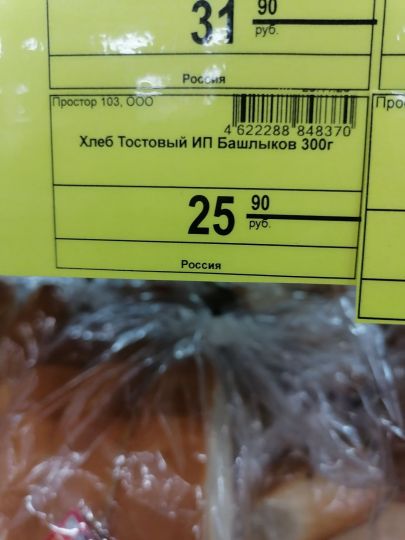 31 90
руб.
Россия
Простор 103, ООО
4 622288 848370
Хлеб Тостовый ИП Башлыков 300г
25 90
руб.
Россия